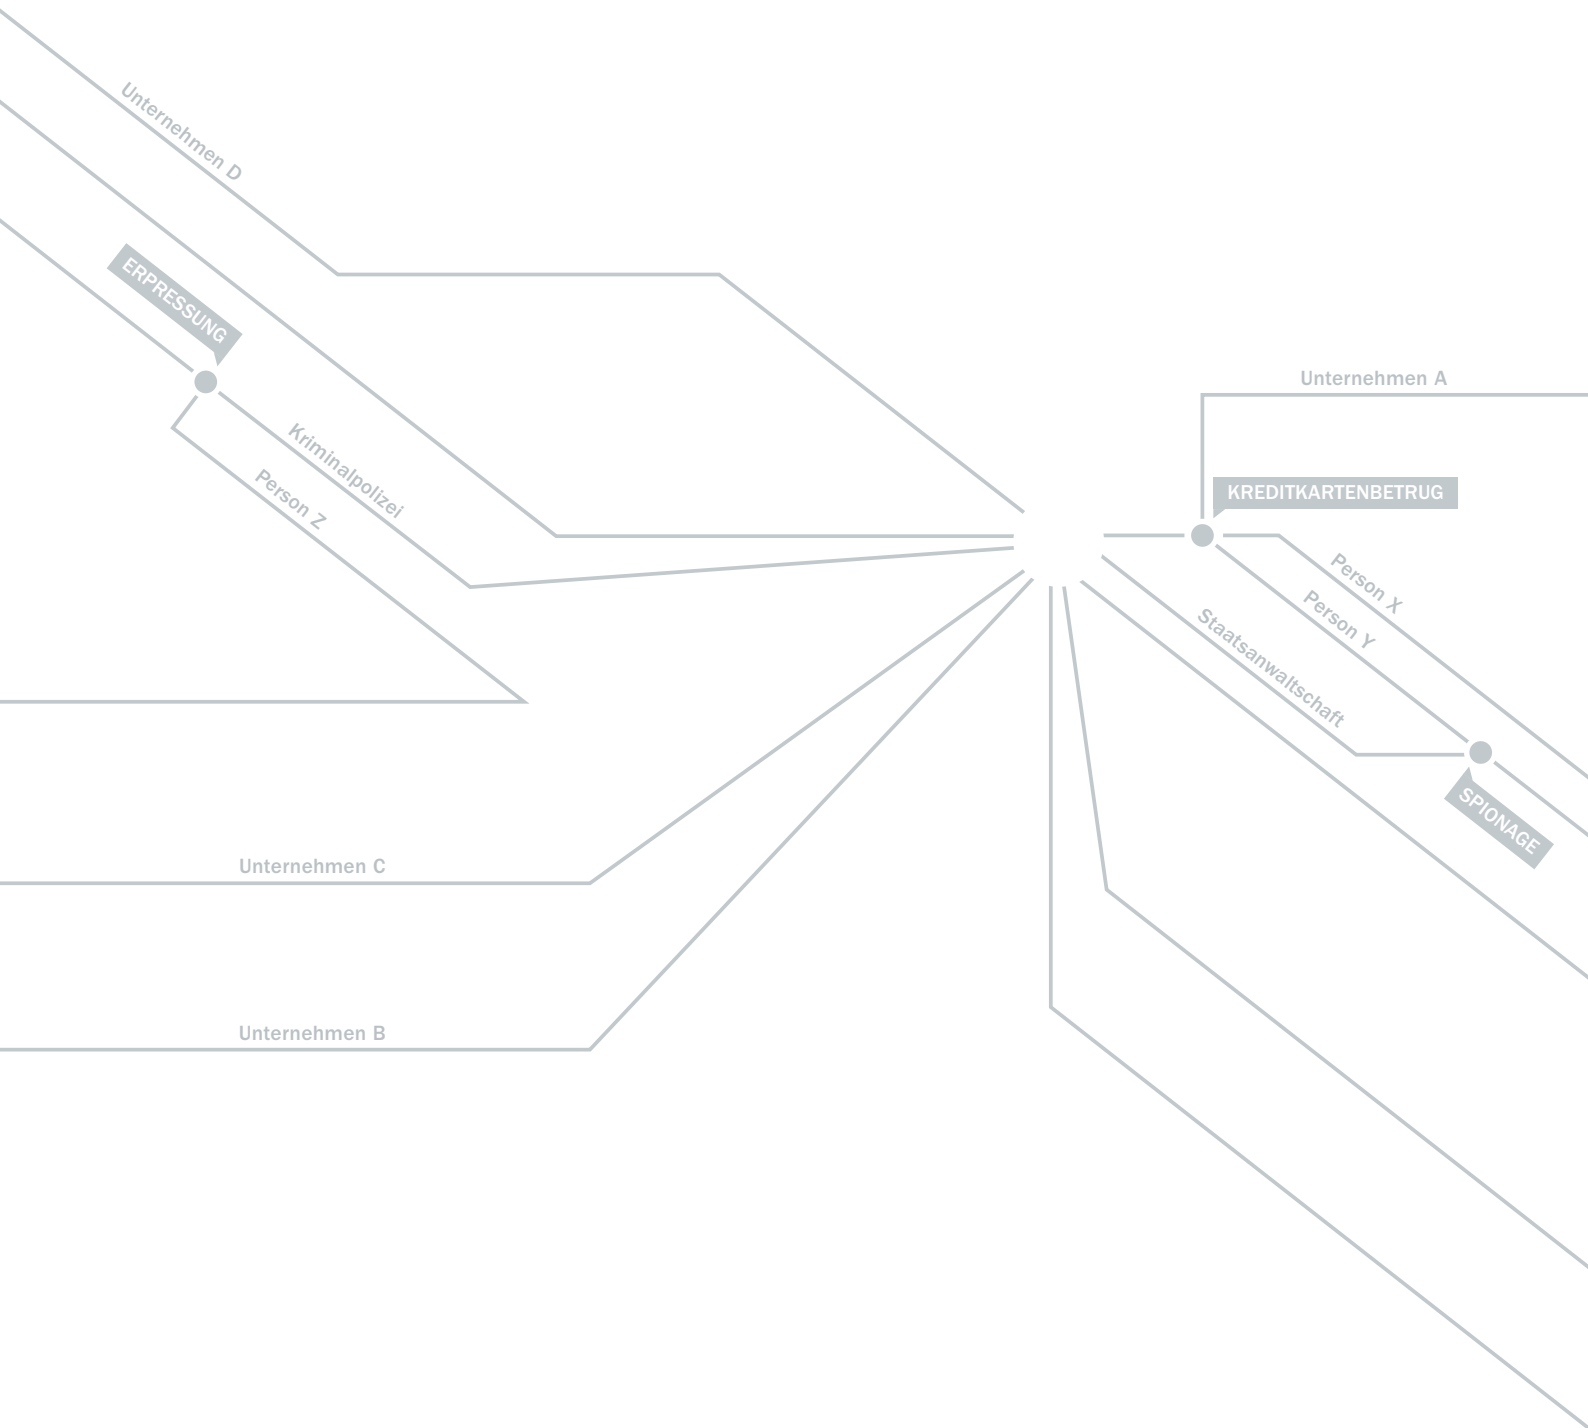 Unternehmen D
ERPRESSUNG
Unternehmen A
Kriminalpolizei
Person Z
KREDITKARTENBETRUG
Person X
Person Y
Staatsanwaltschaft
SPIONAGE
Unternehmen C
Unternehmen B